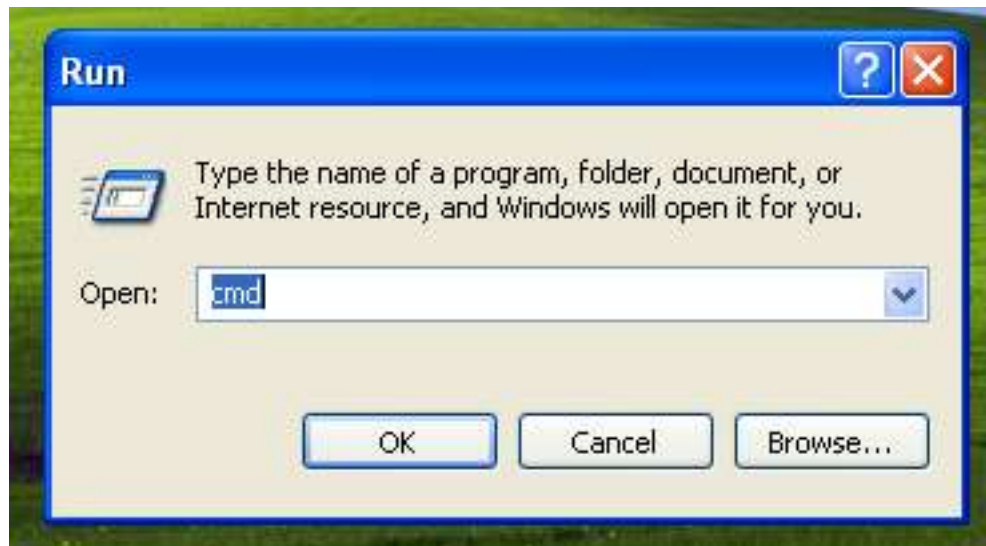 Run
?
Type the name of a program, folder, document, or
Internet resource, and Windows will open it for you.
Open: cmd
OK Cancel Browse...